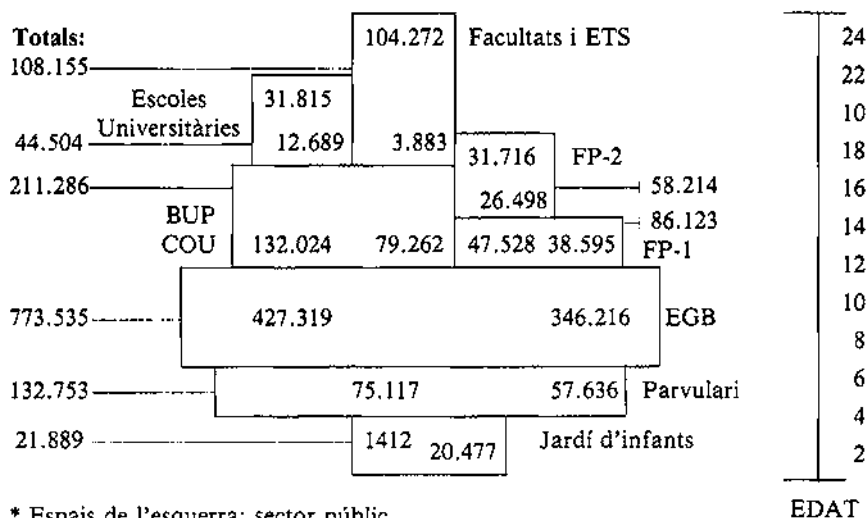 Totals:
104.272 Facultats i ETS 24
108.155
22
Escoles 31.815
Universitàries 10
44.504 12.689 3.883 31.716 FP-2 18
211.286 26.498 58.214 16
BUP 86.123
COU 132.024 79.262 47.528 38.595 FP-1 14
12
773.535 427.319 346.216 EGB 10
8
132.753 75.117 57.636 Parvulari 6
4
21.889 1412 20.477 Jardí d'infants 2
EDAT
* Espais de l'esquerra: sector públic